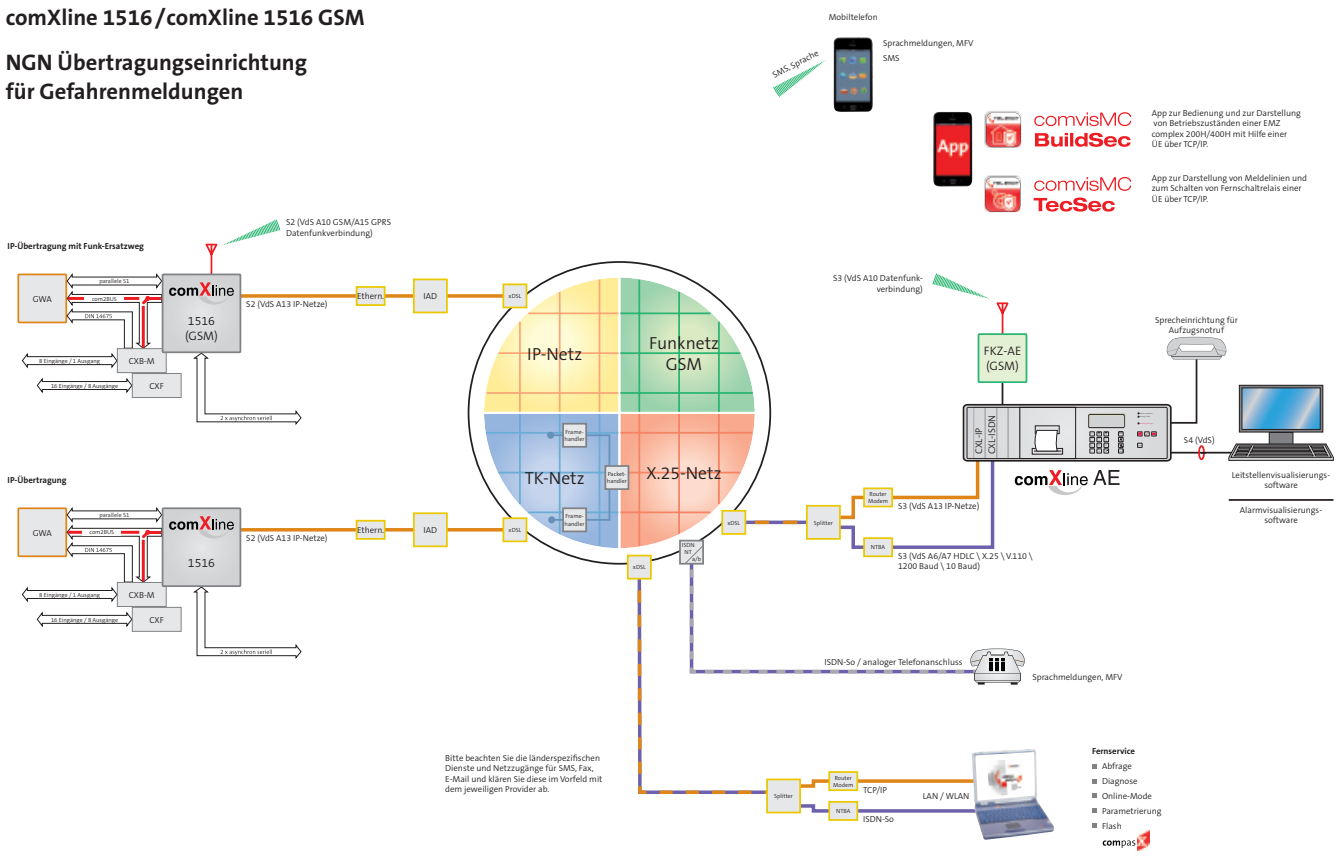 comXline 1516/comXline 1516 GSM
NGN Übertragungseinrichtung
für Gefahrenmeldungen
Mobiltelefon
SMS, Sprache
Sprachmeldungen, MFV
SMS
App
comvisMC
BuildSec
App zur Bedienung und zur Darstellung
von Betriebszuständen einer EMZ
complex 200H/400H mit Hilfe einer
ÜE über TCP/IP.
comvisMC
TecSec
App zur Darstellung von Meldelinien und
zum Schalten von Fernschaltrelais einer
ÜE über TCP/IP.
S2 (VdS A10 GSM/A15 GPRS
Datenfunkverbindung)
IP-Übertragung mit Funk-Ersatzweg
GWA
parallele S1
com2BUS
DIN 14675
comXline
1516
(GSM)
CXB-M
CXF
8 Eingänge / 1 Ausgang
16 Eingänge / 8 Ausgänge
2 x asynchron seriell
S2 (VdS A13 IP-Netze)
Ethern.
IAD
xDSL
IP-Netz
Funknetz
GSM
TK-Netz
X.25-Netz
Frame-
handler
Packet-
handler
Frame-
handler
S3 (VdS A10 Datenfunk-
verbindung)
FKZ-AE
(GSM)
Sprecheinrichtung für
Aufzugsnotruf
CXL-IP
CXL-ISDN
comXline AE
S4 (VdS)
Leitstellenvisualisierungs-
software
Alarmvisualisierungs-
software
IP-Übertragung
GWA
parallele S1
com2BUS
DIN 14675
comXline
1516
CXB-M
CXF
8 Eingänge / 1 Ausgang
16 Eingänge / 8 Ausgänge
2 x asynchron seriell
S2 (VdS A13 IP-Netze)
Ethern.
IAD
xDSL
xDSL
Splitter
Router
Modem
S3 (VdS A13 IP-Netze)
NTBA
S3 (VdS A6/A7 HDLC \ X.25 \ V.110 \
1200 Baud \ 10 Baud)
ISDN
NT
a/b
xDSL
ISDN-So / analoger Telefonanschluss
Sprachmeldungen, MFV
Bitte beachten Sie die länderspezifischen
Dienste und Netzzugänge für SMS, Fax,
E-Mail und klären Sie diese im Vorfeld mit
dem jeweiligen Provider ab.
Splitter
Router
Modem
TCP/IP
LAN / WLAN
NTBA
ISDN-So
Fernservice
Abfrage
Diagnose
Online-Mode
Parametrierung
Flash
compasX